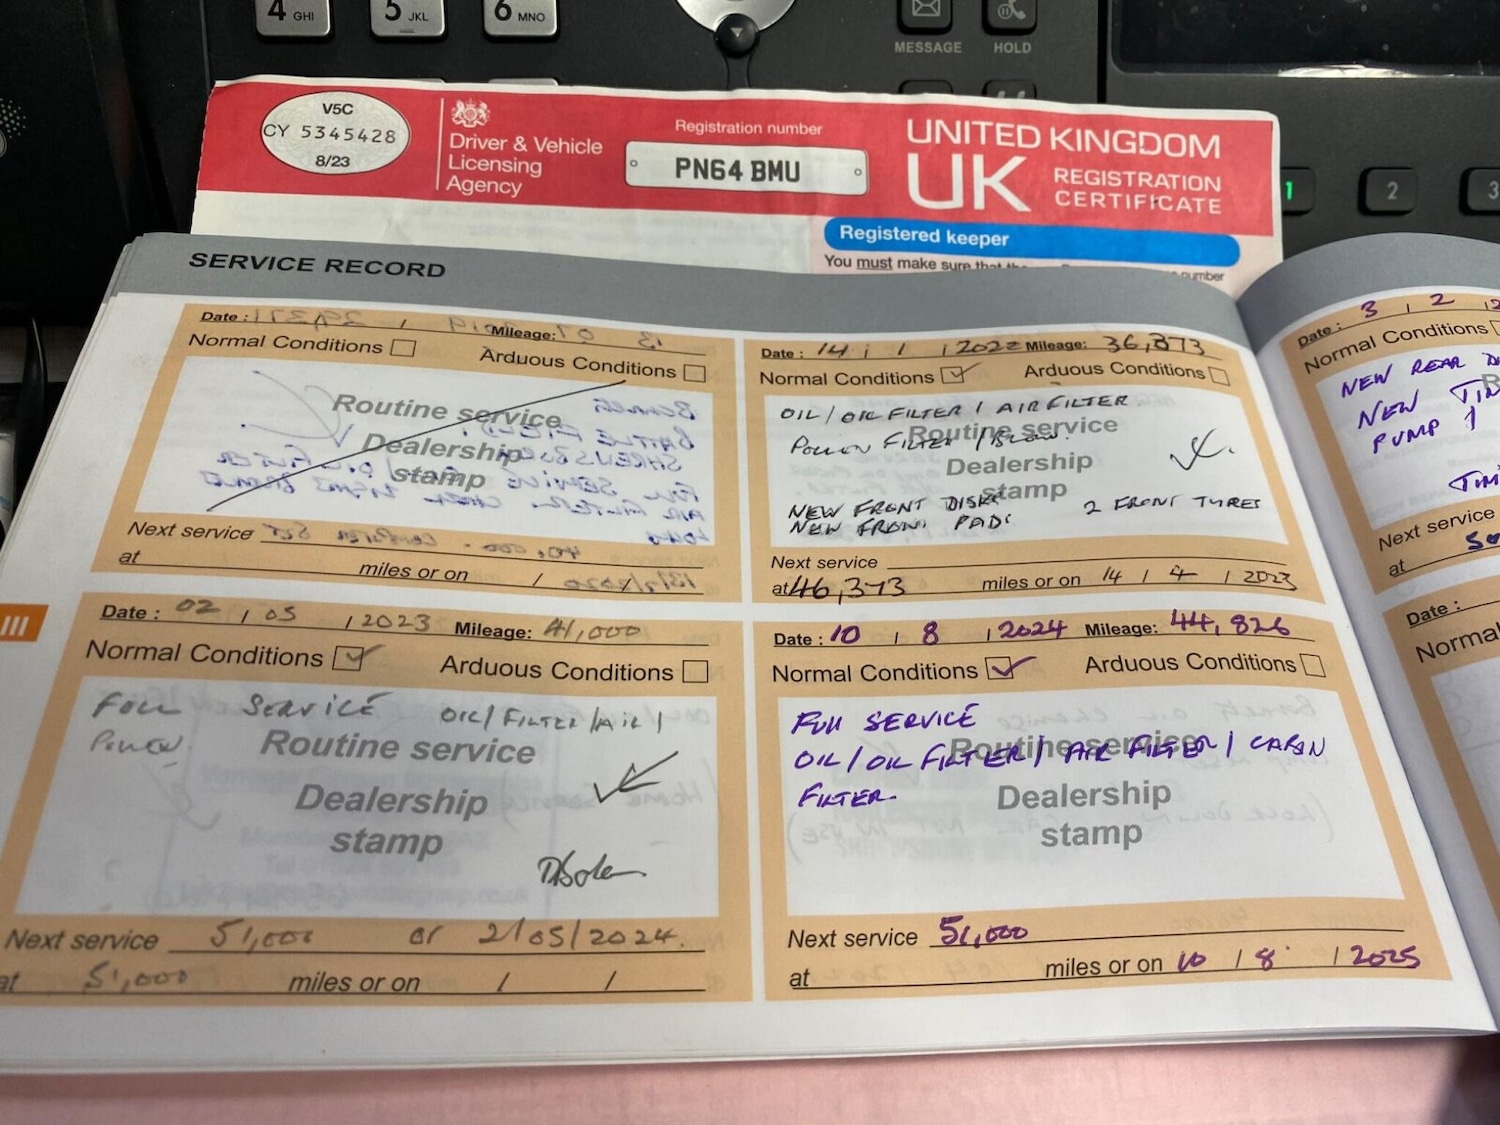 4 GHI
5 JKL
6 MNO
MESSAGE
HOLD
1
2
3
V5C
CY 5345428
8/23
Driver & Vehicle
Licensing
Agency
Registration number
PN64 BMU
UNITED KINGDOM
UK
REGISTRATION
CERTIFICATE
Registered keeper
You must make sure that the
number
SERVICE RECORD
Date :
Mileage:
Normal Conditions
Arduous Conditions
Routine service
Dealership
stamp
Next service
at
miles or on / /
Date : 14 / 1 / 2022 Mileage: 36,873
Normal Conditions
Arduous Conditions
OIL / OIL FILTER / AIR FILTER
POLLEN FILTER /
Routine service
Dealership
stamp
NEW FRONT DISKS
NEW FRONT PADS
2 FRONT TYRES
Next service
at 46,373 miles or on 14 / 4 / 2023
III
Date : 02 / 05 / 2023 Mileage: 41,000
Normal Conditions
Arduous Conditions
FULL SERVICE OIL / FILTER / AIR /
POLLEN
Routine service
Dealership
stamp
Next service 51,000 or 2/05/2024.
at 51,000 miles or on / /
Date : 10 / 8 / 2024 Mileage: 44,826
Normal Conditions
Arduous Conditions
FULL SERVICE
OIL / OIL FILTER / AIR FILTER / CABIN
FILTER
Routine service
Dealership
stamp
Next service 51,000
at
miles or on 10 / 8 / 2025
Date : 3 / 2
Normal Conditions
NEW REAR
NEW
PUMP
Next service
at
Date :
Normal